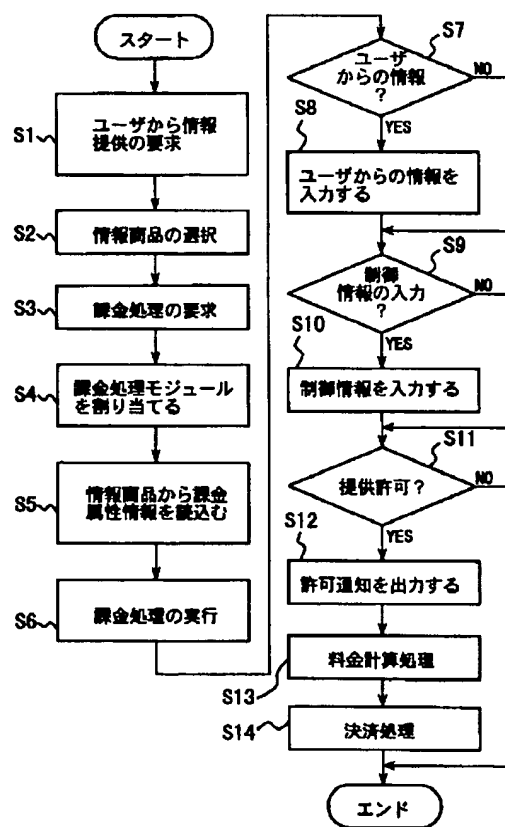 スタート
S1
ユーザから情報
提供の要求
S2
情報商品の選択
S3
課金処理の要求
S4
課金処理モジュール
を割り当てる
S5
情報商品から課金
属性情報を読込む
S6
課金処理の実行
S7
ユーザ
からの情報
?
NO
YES
S8
ユーザからの情報を
入力する
S9
制御
情報の入力
?
NO
YES
S10
制御情報を入力する
S11
提供許可?
NO
YES
S12
許可通知を出力する
S13
料金計算処理
S14
決済処理
エンド